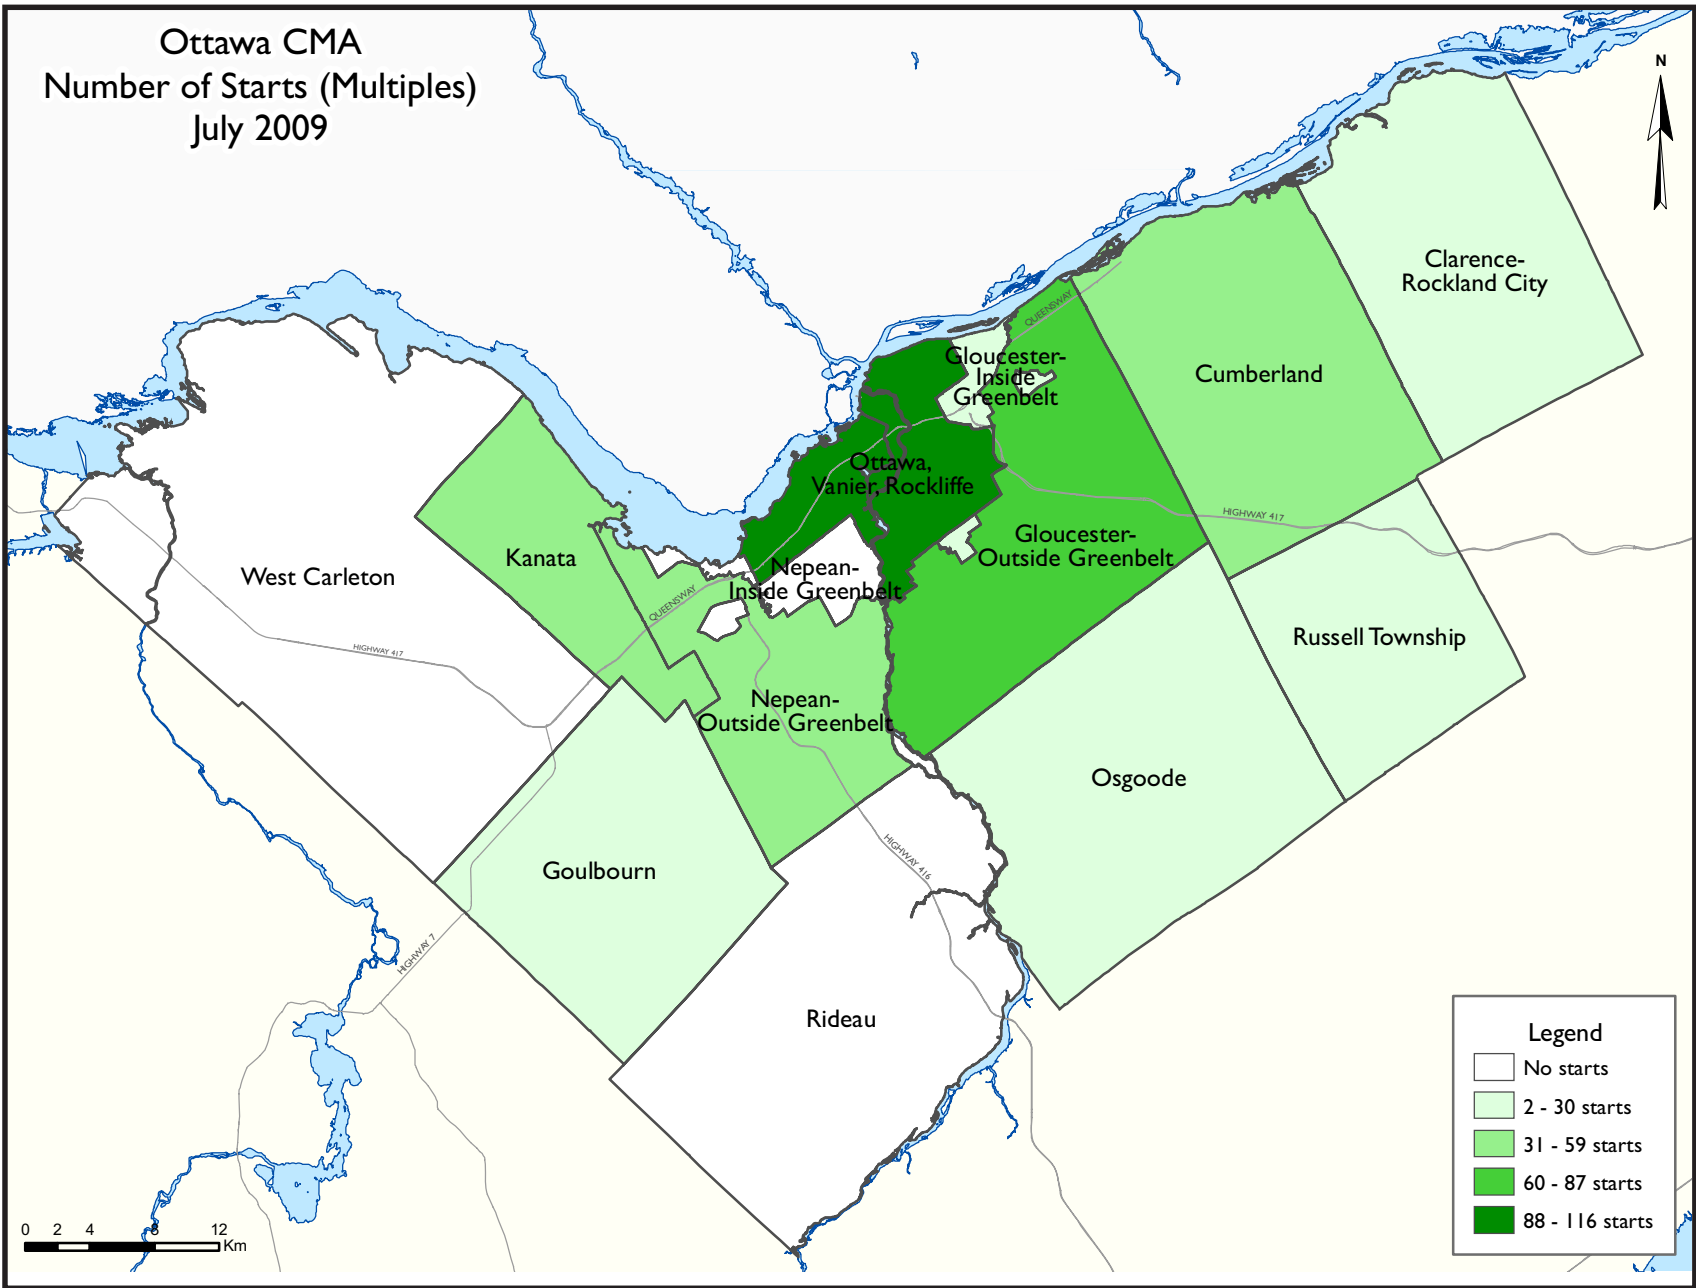 Ottawa CMA
Number of Starts (Multiples)
July 2009
N
Clarence-
Rockland City
QUEENSWAY
Gloucester-
Inside
Greenbelt
Cumberland
Ottawa,
Vanier, Rockliffe
HIGHWAY 417
Gloucester-
Outside Greenbelt
Kanata
Nepean-
Inside Greenbelt
West Carleton
QUEENSWAY
Russell Township
HIGHWAY 417
Nepean-
Outside Greenbelt
Osgoode
HIGHWAY 416
Goulbourn
HIGHWAY 7
Rideau
Legend
No starts
2 - 30 starts
31 - 59 starts
60 - 87 starts
88 - 116 starts
0 2 4 8 12
Km